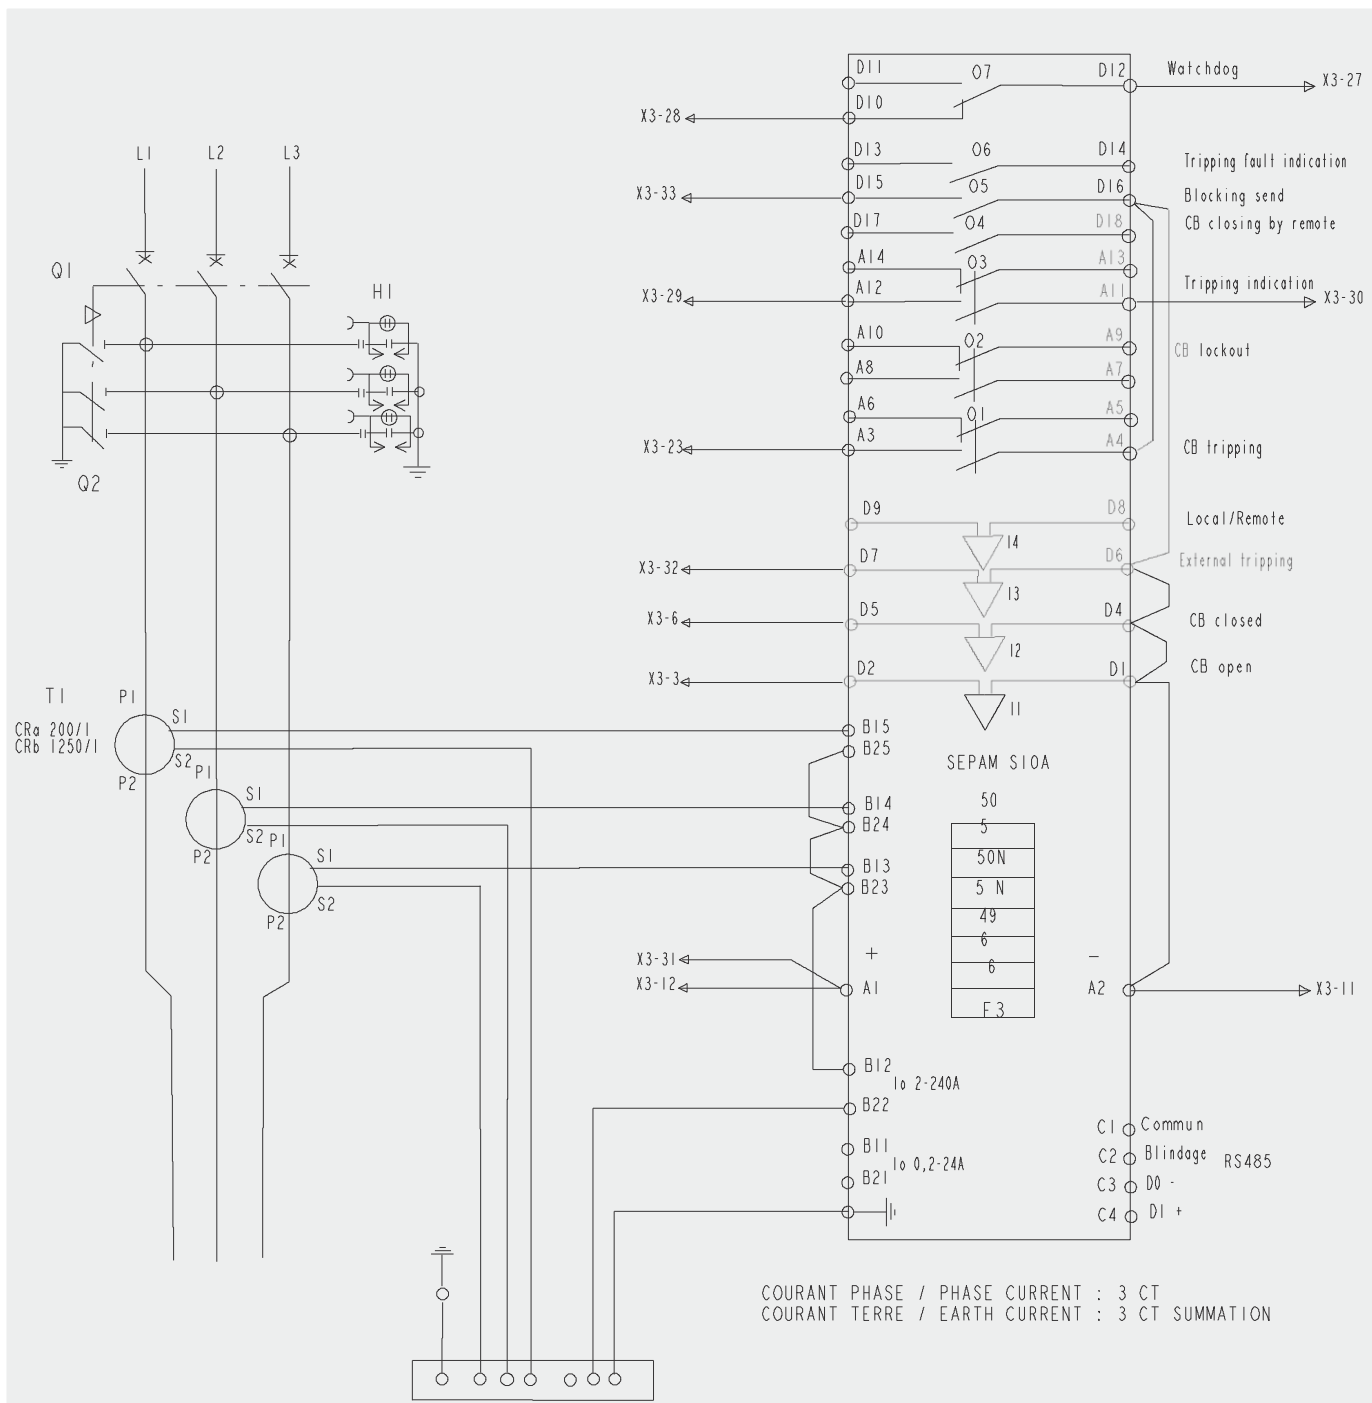 D11 O7 D12 Watchdog X3-27
X3-28 D10
L1 L2 L3
D13 O6 D14 Tripping fault indication
X3-33 D15 O5 D16 Blocking send
D17 O4 D18 CB closing by remote
Q1
A14 O3 A13
H1
X3-29 A12 A11 Tripping indication X3-30
A10 O2 A9 CB lockout
A8 A7
A6 O1 A5
X3-23 A3 A4 CB tripping
Q2
D9 D8 Local/Remote
I4
X3-32 D7 D6 External tripping
I3
X3-6 D5 D4 CB closed
I2
X3-3 D2 D1 CB open
I1
T1 P1 S1
CRa 200/1
CRb 1250/1
S2
P2
B15
B25
SEPAM S10A
P1 S1
S2
P2
B14
B24
50
5
50N
5 N
49
6
6
F 3
P1 S1
S2
P2
B13
B23
+ -
X3-31
X3-12 A1 A2 X3-11
B12
Io 2-240A
B22
B11
Io 0,2-24A
B21
C1 Commun
C2 Blindage RS485
C3 D0 -
C4 D1 +
COURANT PHASE / PHASE CURRENT : 3 CT
COURANT TERRE / EARTH CURRENT : 3 CT SUMMATION